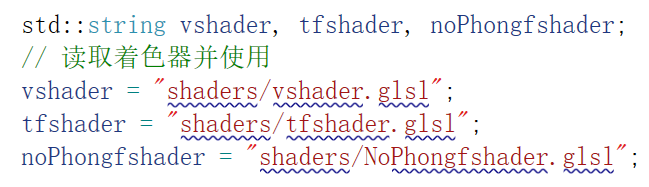 std::string vshader, tfshader, noPhongfshader;
// 读取着色器并使用
vshader = "shaders/vshader.glsl";
tfshader = "shaders/tfshader.glsl";
noPhongfshader = "shaders/NoPhongfshader.glsl";